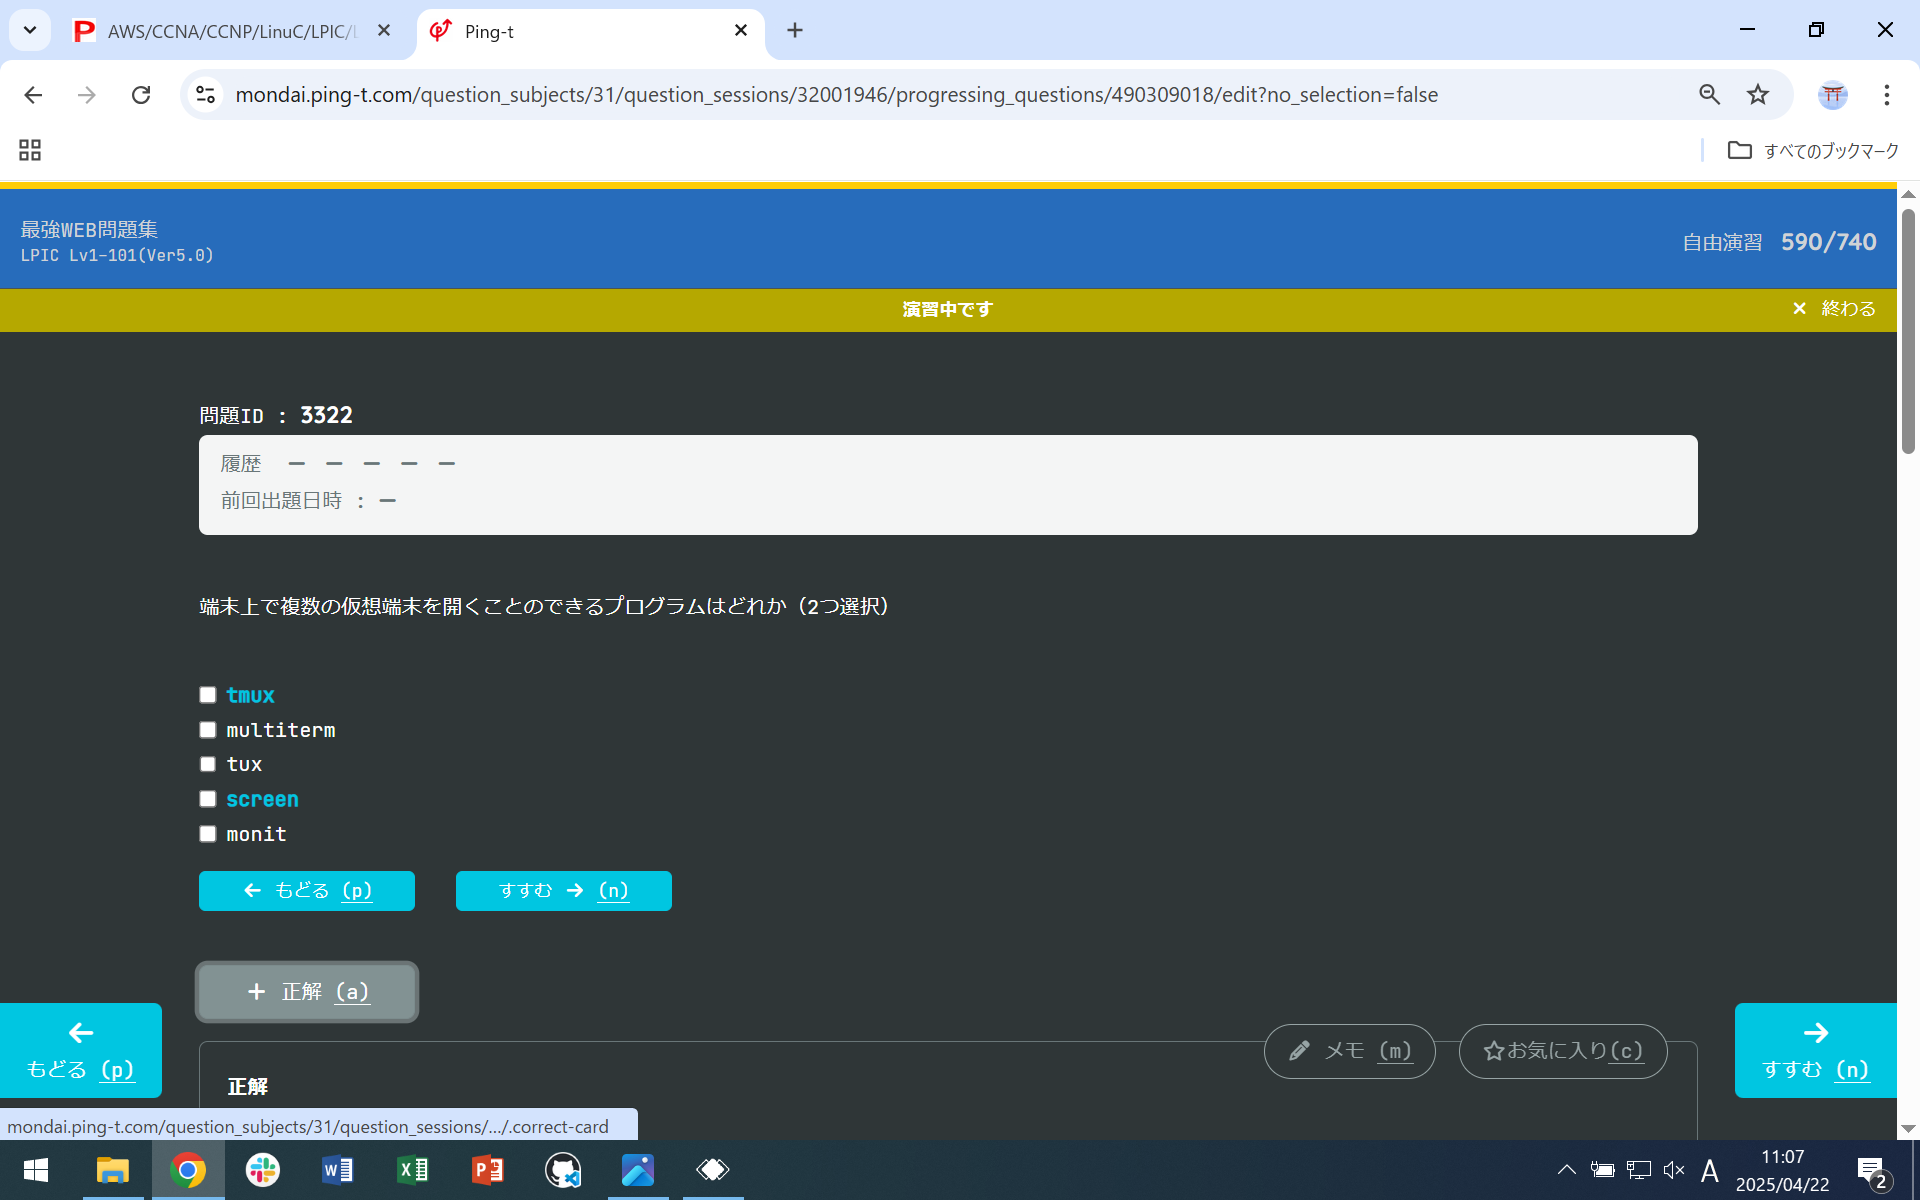 AWS/CCNA/CCNP/LinuC/LPIC/
Ping-t
mondai.ping-t.com/question_subjects/31/question_sessions/32001946/progressing_questions/490309018/edit?no_selection=false
すべてのブックマーク
最強WEB問題集
LPIC Lv1-101(Ver5.0)
自由演習 590/740
演習中です
× 終わる
問題ID : 3322
履歴 － － － － －
前回出題日時 : －
端末上で複数の仮想端末を開くことのできるプログラムはどれか（2つ選択）
tmux
multiterm
tux
screen
monit
← もどる (p)
すすむ → (n)
+ 正解 (a)
メモ (m)
☆お気に入り(c)
← もどる (p)
→ すすむ (n)
正解
mondai.ping-t.com/question_subjects/31/question_sessions/.../.correct-card
A
11:07
2025/04/22
2